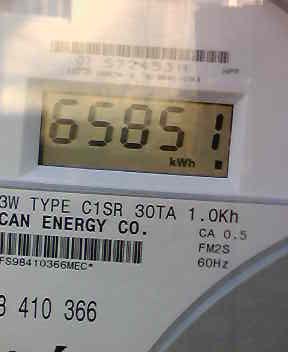 65851
kWh
3W TYPE C1SR 30TA 1.0Kh
CAN ENERGY CO.
CA 0.5
FM2S
60Hz
FS98410366MEC*
410 366